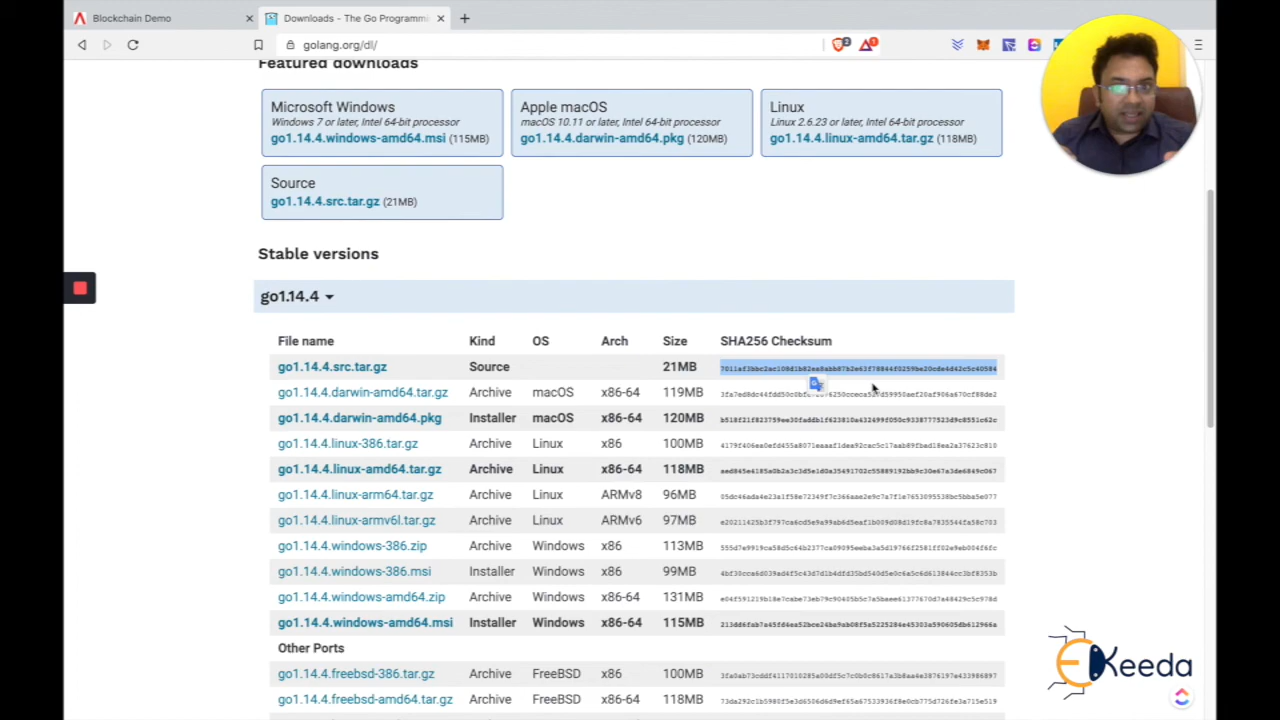 Blockchain Demo
Downloads - The Go Programmi
golang.org/dl/
Featured downloads
Microsoft Windows
Windows 7 or later, Intel 64-bit processor
go1.14.4.windows-amd64.msi (115MB)
Apple macOS
macOS 10.11 or later, Intel 64-bit processor
go1.14.4.darwin-amd64.pkg (120MB)
Linux
Linux 2.6.23 or later, Intel 64-bit processor
go1.14.4.linux-amd64.tar.gz (118MB)
Source
go1.14.4.src.tar.gz (21MB)
Stable versions
go1.14.4
File name Kind OS Arch Size SHA256 Checksum
go1.14.4.src.tar.gz Source 21MB
go1.14.4.darwin-amd64.tar.gz Archive macOS x86-64 119MB
go1.14.4.darwin-amd64.pkg Installer macOS x86-64 120MB
go1.14.4.linux-386.tar.gz Archive Linux x86 100MB
go1.14.4.linux-amd64.tar.gz Archive Linux x86-64 118MB
go1.14.4.linux-arm64.tar.gz Archive Linux ARMv8 96MB
go1.14.4.linux-armv6l.tar.gz Archive Linux ARMv6 97MB
go1.14.4.windows-386.zip Archive Windows x86 113MB
go1.14.4.windows-386.msi Installer Windows x86 99MB
go1.14.4.windows-amd64.zip Archive Windows x86-64 131MB
go1.14.4.windows-amd64.msi Installer Windows x86-64 115MB
Other Ports
go1.14.4.freebsd-386.tar.gz Archive FreeBSD x86 100MB
go1.14.4.freebsd-amd64.tar.gz Archive FreeBSD x86-64 118MB
EKeeda